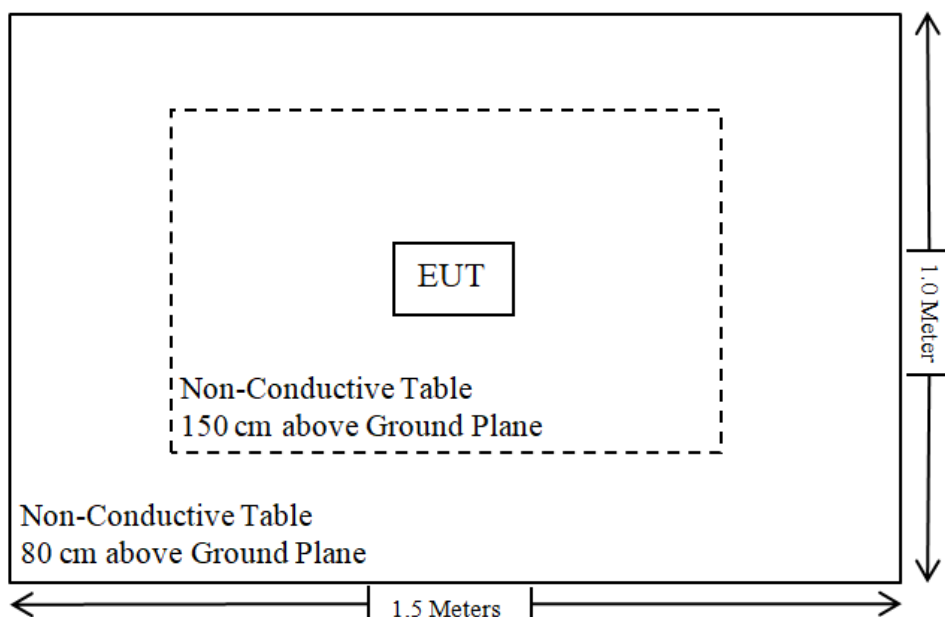 EUT
Non-Conductive Table
150 cm above Ground Plane
Non-Conductive Table
80 cm above Ground Plane
1.0 Meter
1.5 Meters